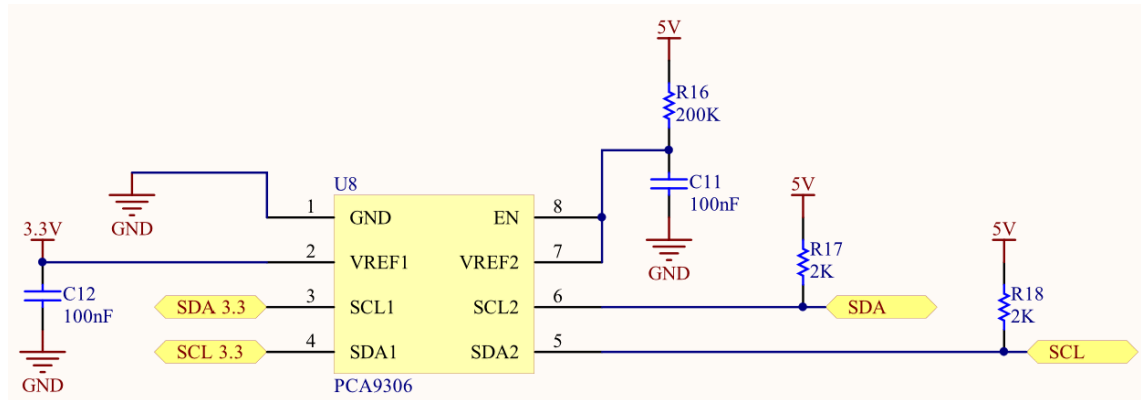 5V
R16
200K
C11
100nF
GND
U8
GND
3.3V
C12
100nF
GND
1 GND EN 8
2 VREF1 VREF2 7
3 SCL1 SCL2 6
4 SDA1 SDA2 5
SDA 3.3
SCL 3.3
PCA9306
5V
R17
2K
SDA
5V
R18
2K
SCL